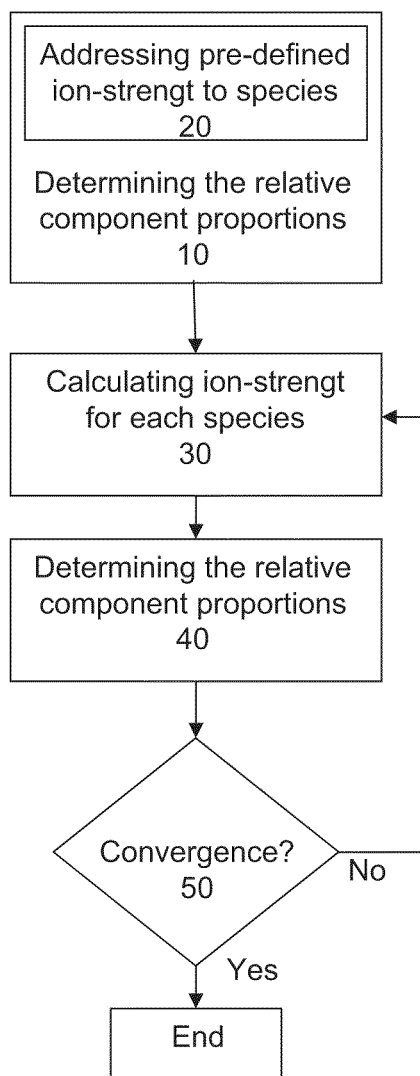 Addressing pre-defined
ion-strengt to species
20
Determining the relative
component proportions
10
Calculating ion-strengt
for each species
30
Determining the relative
component proportions
40
Convergence?
50
No
Yes
End